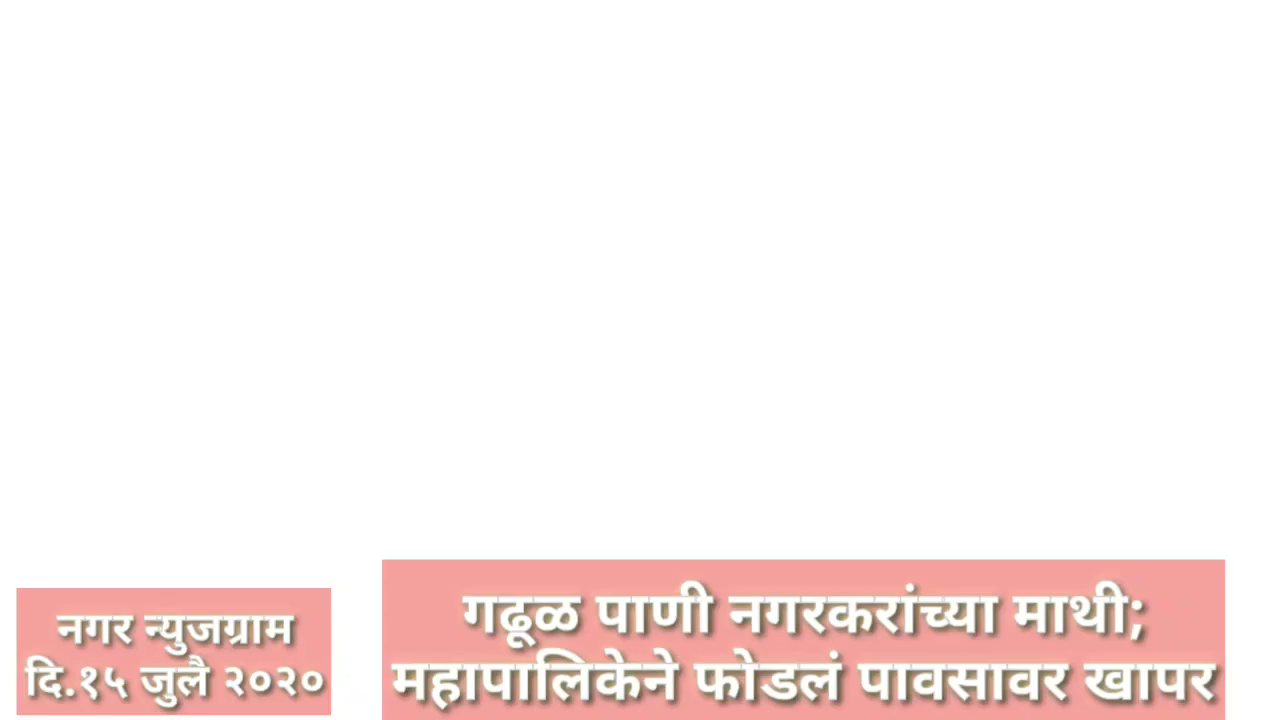 नगर न्युजग्राम
दि.१५ जुलै २०२०
गढूळ पाणी नगरकरांच्या माथी;
महापालिकेने फोडलं पावसावर खापर